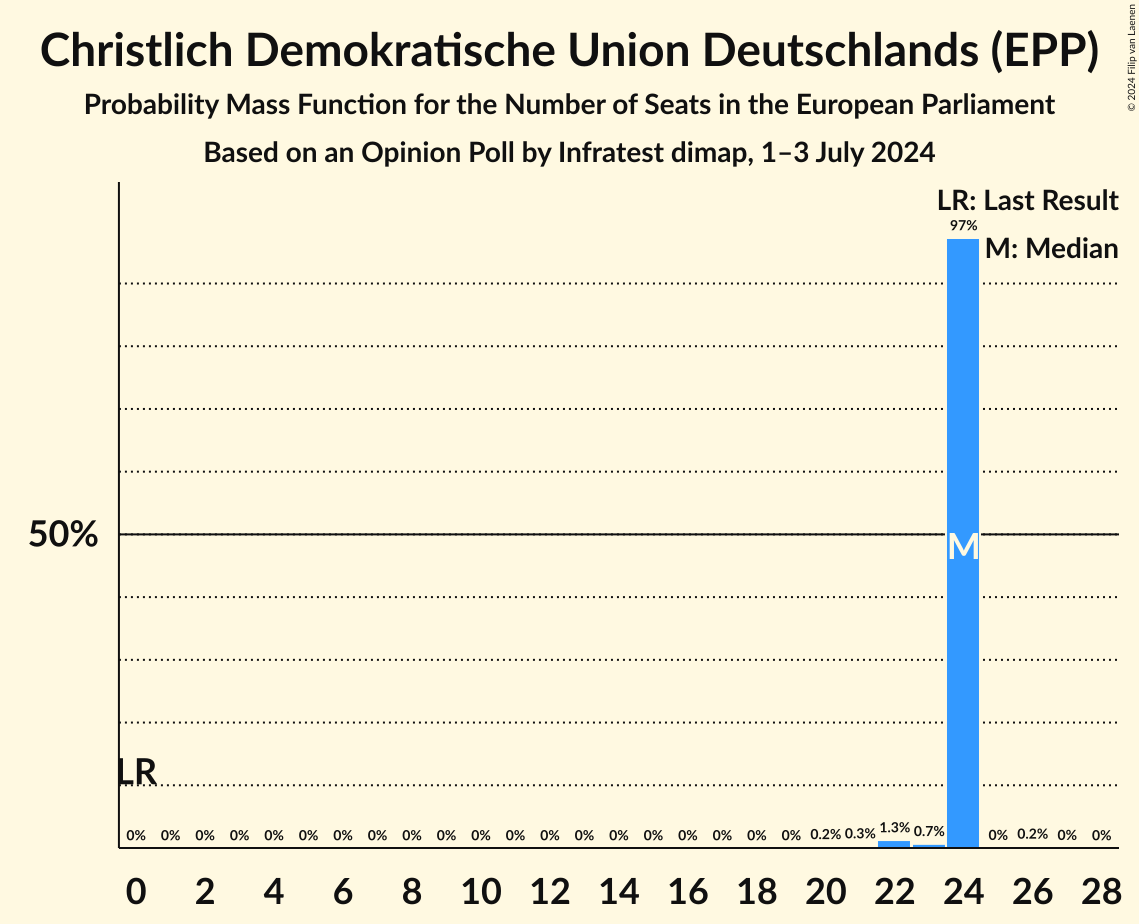 Christlich Demokratische Union Deutschlands (EPP)
Probability Mass Function for the Number of Seats in the European Parliament
Based on an Opinion Poll by Infratest dimap, 1–3 July 2024
© 2024 Filip van Laenen
LR: Last Result
97%
M: Median
50%
M
LR
0% 0% 0% 0% 0% 0% 0% 0% 0% 0% 0% 0% 0% 0% 0% 0% 0% 0% 0% 0% 0.2% 0.3% 1.3% 0.7% 0% 0.2% 0% 0%
0 2 4 6 8 10 12 14 16 18 20 22 24 26 28